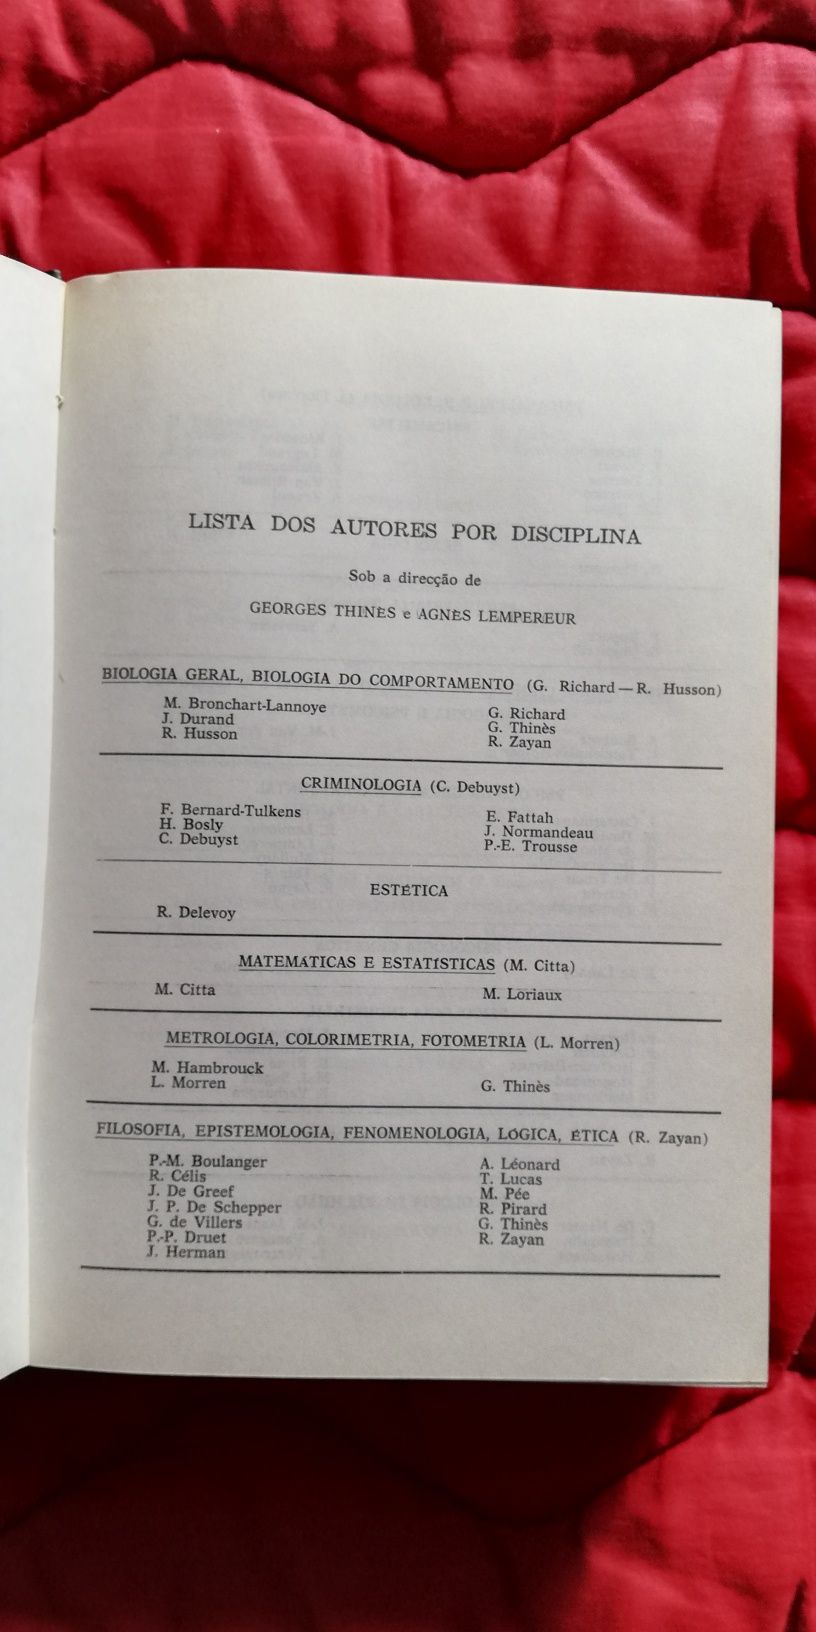 LISTA DOS AUTORES POR DISCIPLINA
Sob a direcção de
GEORGES THINÈS e AGNÈS LEMPEREUR
BIOLOGIA GERAL, BIOLOGIA DO COMPORTAMENTO (G. Richard — R. Husson)
M. Bronchart-Lannoye
J. Durand
R. Husson
G. Richard
G. Thinès
R. Zayan
CRIMINOLOGIA (C. Debuyst)
F. Bernard-Tulkens
H. Bosly
C. Debuyst
E. Fattah
J. Normandeau
P.-E. Trousse
ESTÉTICA
R. Delevoy
MATEMÁTICAS E ESTATÍSTICAS (M. Citta)
M. Citta
M. Loriaux
METROLOGIA, COLORIMETRIA, FOTOMETRIA (L. Morren)
M. Hambrouck
L. Morren
G. Thinès
FILOSOFIA, EPISTEMOLOGIA, FENOMENOLOGIA, LÓGICA, ÉTICA (R. Zayan)
P.-M. Boulanger
R. Célis
J. De Greef
J. P. De Schepper
G. de Villers
P.-P. Druet
J. Herman
A. Léonard
T. Lucas
M. Pée
R. Pirard
G. Thinès
R. Zayan